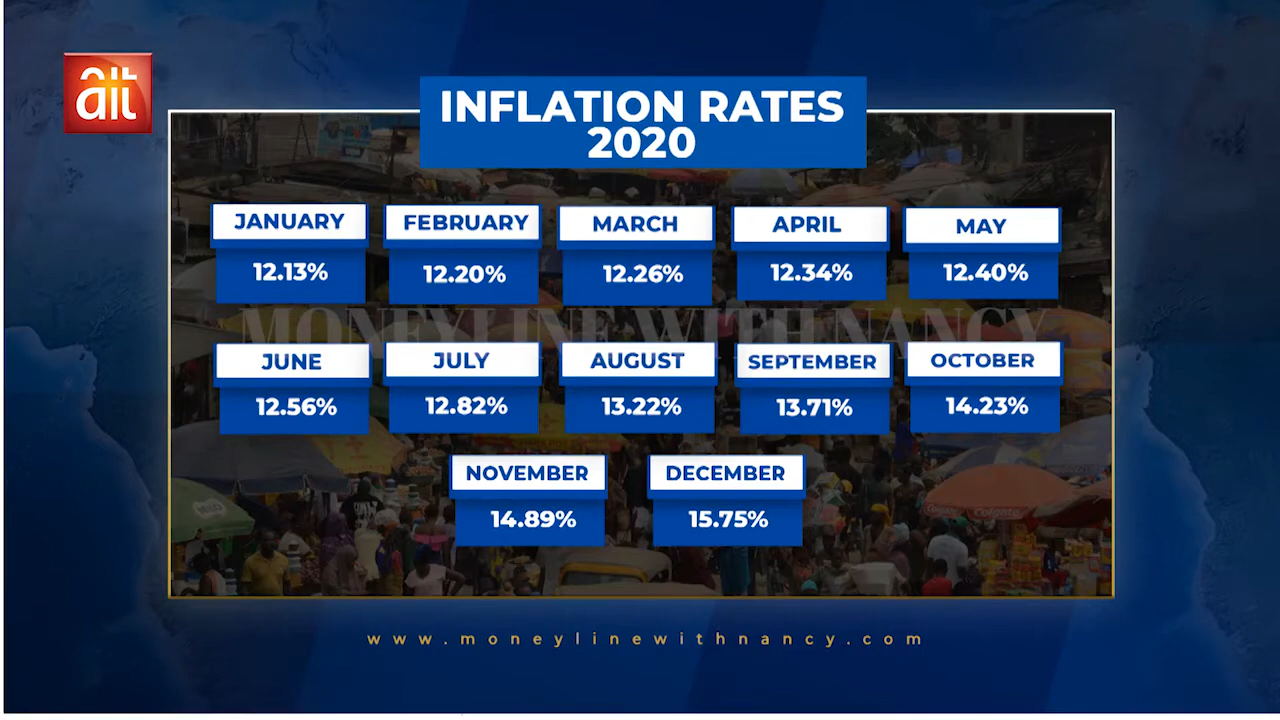 ait
INFLATION RATES
2020
JANUARY
12.13%
FEBRUARY
12.20%
MARCH
12.26%
APRIL
12.34%
MAY
12.40%
MONEYLINE WITH NANCY
JUNE
12.56%
JULY
12.82%
AUGUST
13.22%
SEPTEMBER
13.71%
OCTOBER
14.23%
NOVEMBER
14.89%
DECEMBER
15.75%
MILO
Colgate
www.moneylinewithnancy.com